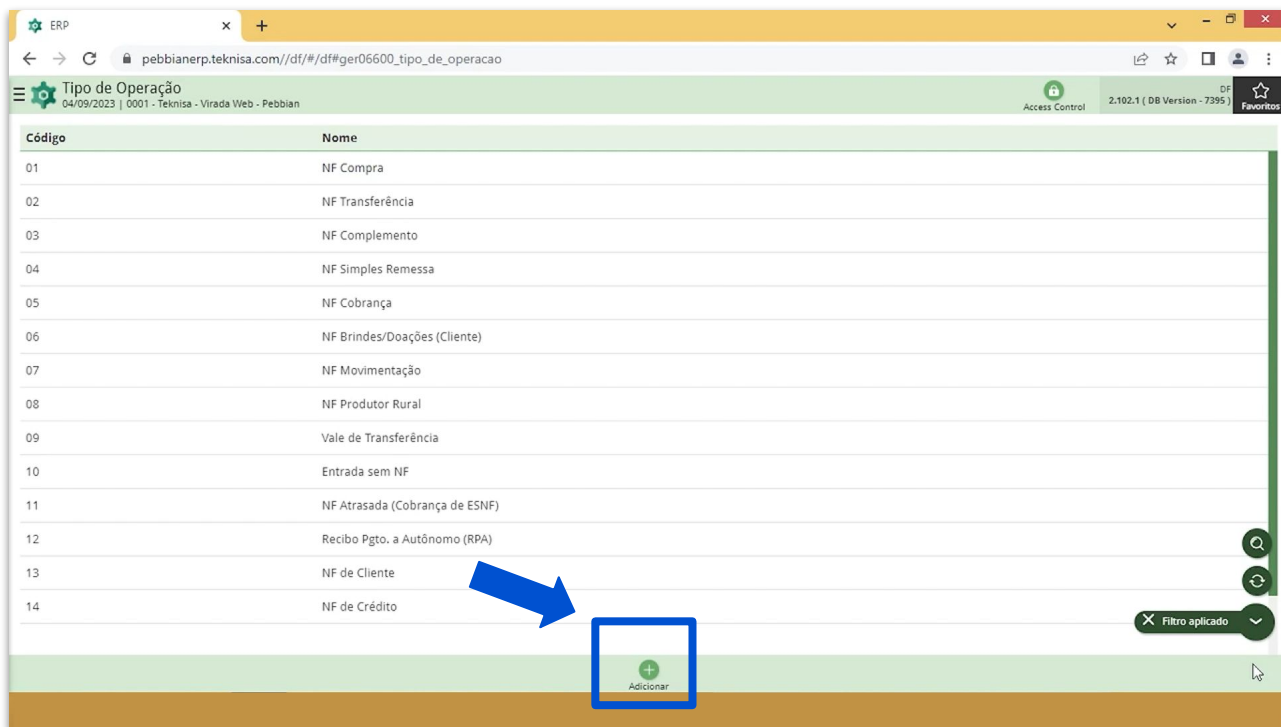 ERP
pebbianerp.teknisa.com//df/#/df#ger06600_tipo_de_operacao
Tipo de Operação
04/09/2023 | 0001 - Teknisa - Virada Web - Pebbian
Access Control
DF
2.102.1 ( DB Version - 7395 )
Favoritos
Código Nome
01 NF Compra
02 NF Transferência
03 NF Complemento
04 NF Simples Remessa
05 NF Cobrança
06 NF Brindes/Doações (Cliente)
07 NF Movimentação
08 NF Produtor Rural
09 Vale de Transferência
10 Entrada sem NF
11 NF Atrasada (Cobrança de ESNF)
12 Recibo Pgto. a Autônomo (RPA)
13 NF de Cliente
14 NF de Crédito
Filtro aplicado
Adicionar